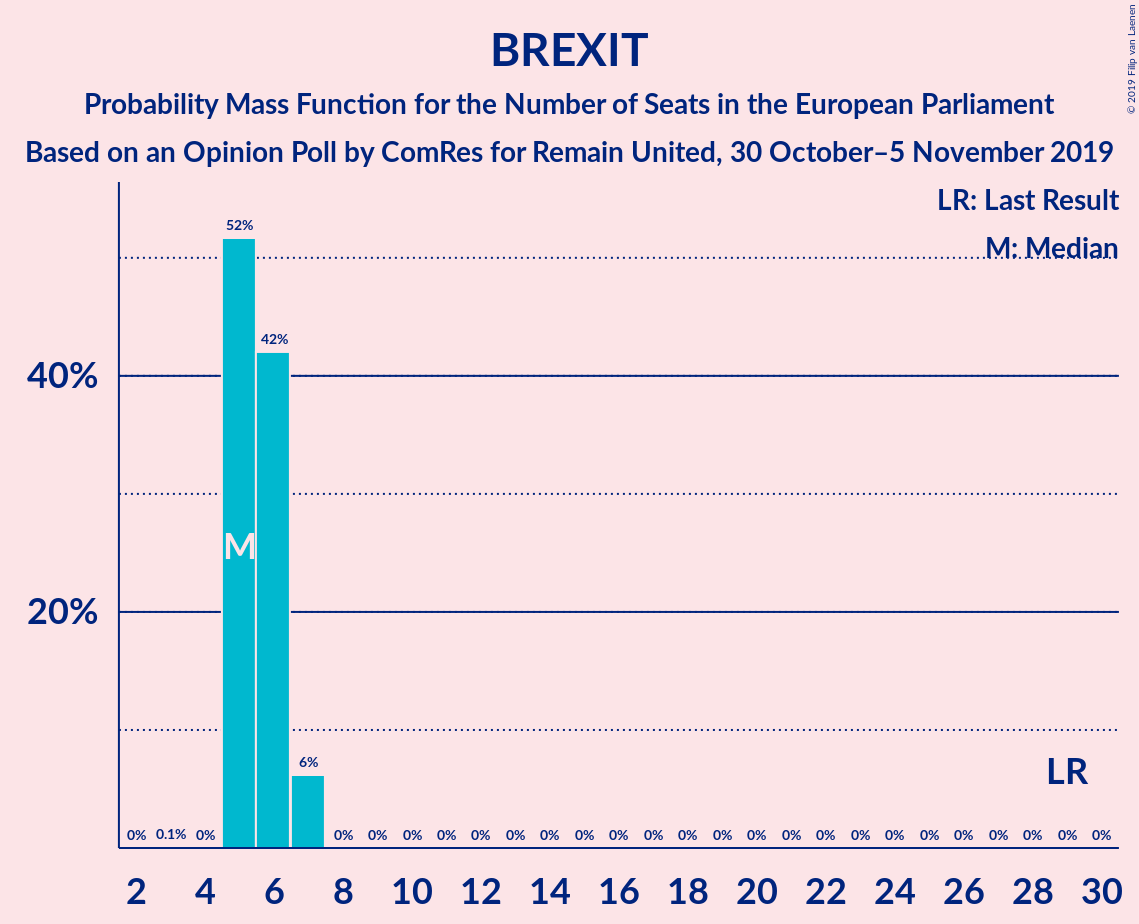 BREXIT
Probability Mass Function for the Number of Seats in the European Parliament
Based on an Opinion Poll by ComRes for Remain United, 30 October–5 November 2019
© 2019 Filip van Laenen
LR: Last Result
M: Median
52%
42%
40%
M
20%
6%
LR
0% 0.1% 0% 0% 0% 0% 0% 0% 0% 0% 0% 0% 0% 0% 0% 0% 0% 0% 0% 0% 0% 0% 0% 0% 0% 0%
2 4 6 8 10 12 14 16 18 20 22 24 26 28 30